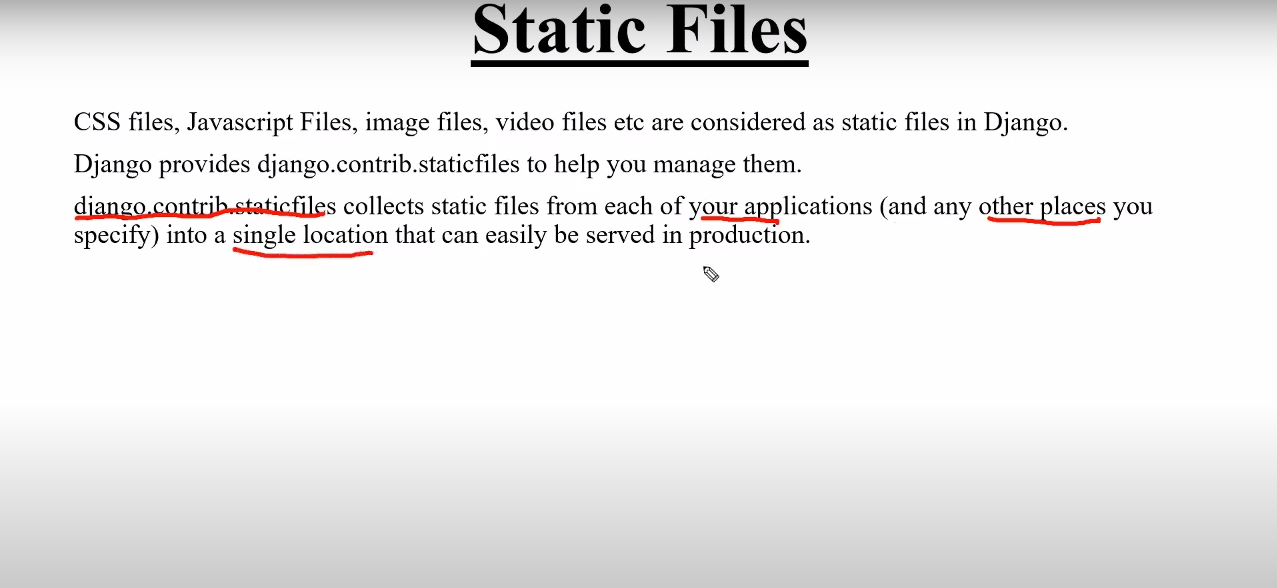 Static Files
CSS files, Javascript Files, image files, video files etc are considered as static files in Django.
Django provides django.contrib.staticfiles to help you manage them.
django.contrib.staticfiles collects static files from each of your applications (and any other places you
specify) into a single location that can easily be served in production.